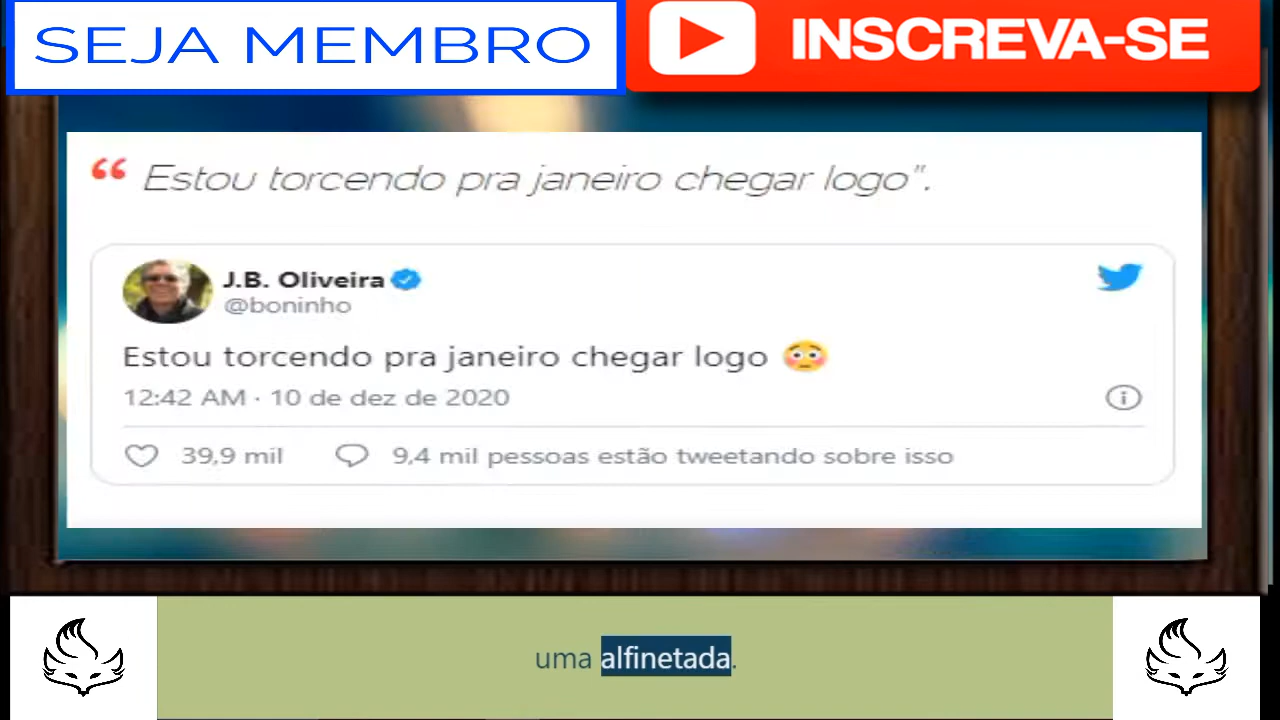 SEJA MEMBRO
INSCREVA-SE
“ Estou torcendo pra janeiro chegar logo".
J.B. Oliveira
@boninho
Estou torcendo pra janeiro chegar logo 😳
12:42 AM · 10 de dez de 2020
39,9 mil 9,4 mil pessoas estão tweetando sobre isso
uma alfinetada.